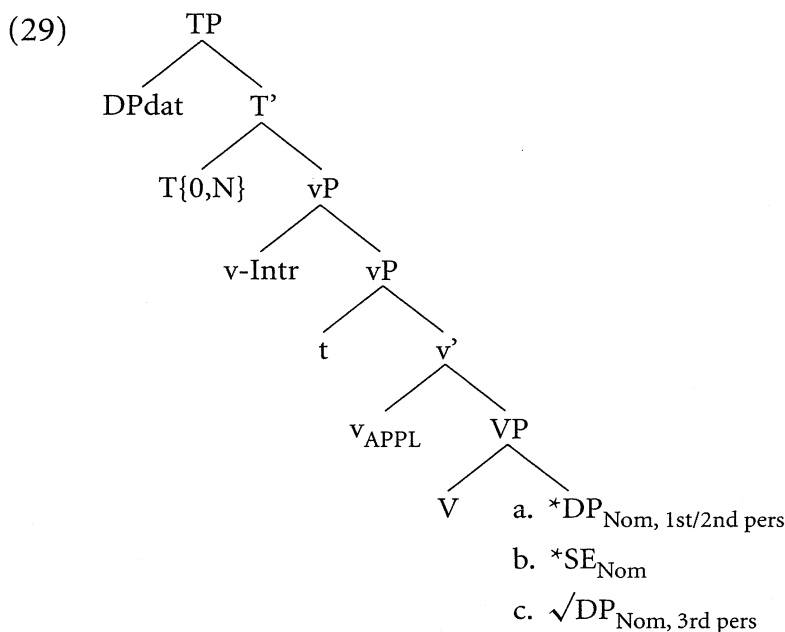 (29) TP
DPdat T’
T{0,N} vP
v-Intr vP
t v’
vAPPL VP
V a. *DPNom, 1st/2nd pers
b. *SENom
c. √DPNom, 3rd pers